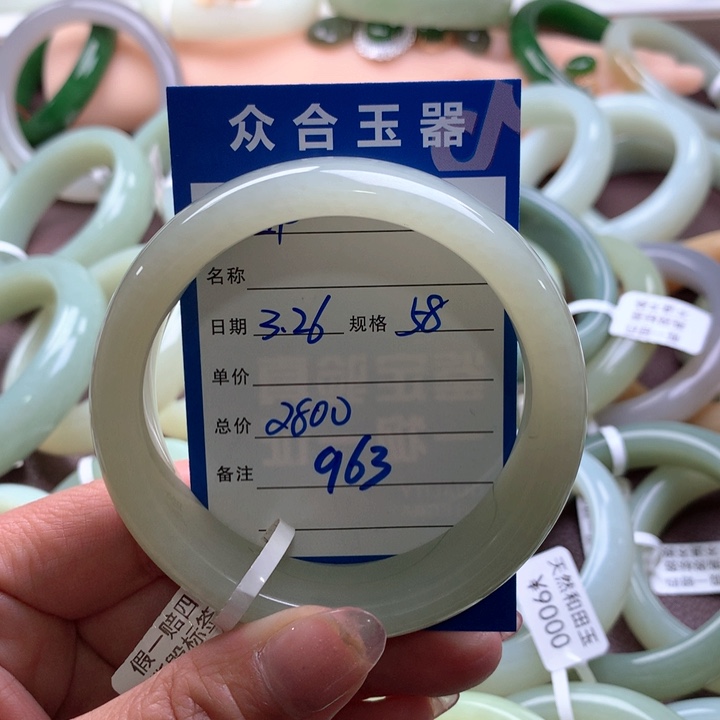 众合玉器
名称
日期 3.26 规格 58
单价
总价 2800
备注 963
假一赔四
天然和田玉
¥9000